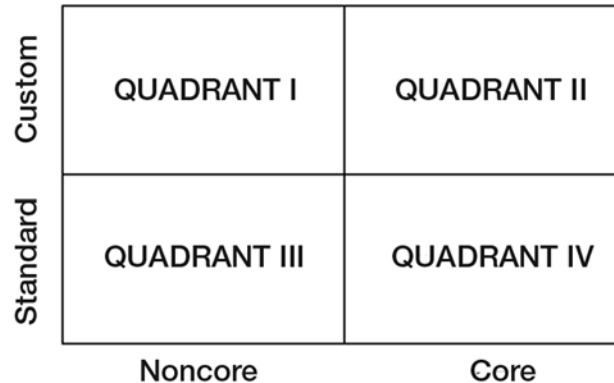 Custom
QUADRANT I
QUADRANT II
Standard
QUADRANT III
QUADRANT IV
Noncore
Core